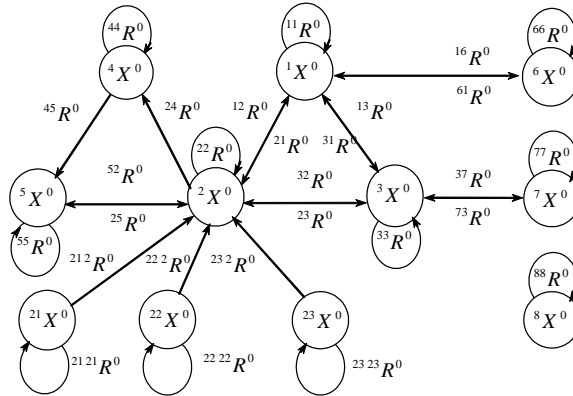 ⁴⁴R⁰ ¹¹R⁰ ⁶⁶R⁰
⁴X⁰ ¹X⁰ ¹⁶R⁰ ⁶X⁰
⁴⁵R⁰ ²⁴R⁰ ¹²R⁰ ¹³R⁰ ⁶¹R⁰
²²R⁰ ²¹R⁰ ³¹R⁰ ⁷⁷R⁰
⁵X⁰ ⁵²R⁰ ²X⁰ ³²R⁰ ³X⁰ ³⁷R⁰ ⁷X⁰
⁵⁵R⁰ ²⁵R⁰ ²³R⁰ ³³R⁰ ⁷³R⁰
²¹ ²R⁰ ²² ²R⁰ ²³ ²R⁰ ⁸⁸R⁰
²¹X⁰ ²²X⁰ ²³X⁰ ⁸X⁰
²¹ ²¹R⁰ ²² ²²R⁰ ²³ ²³R⁰